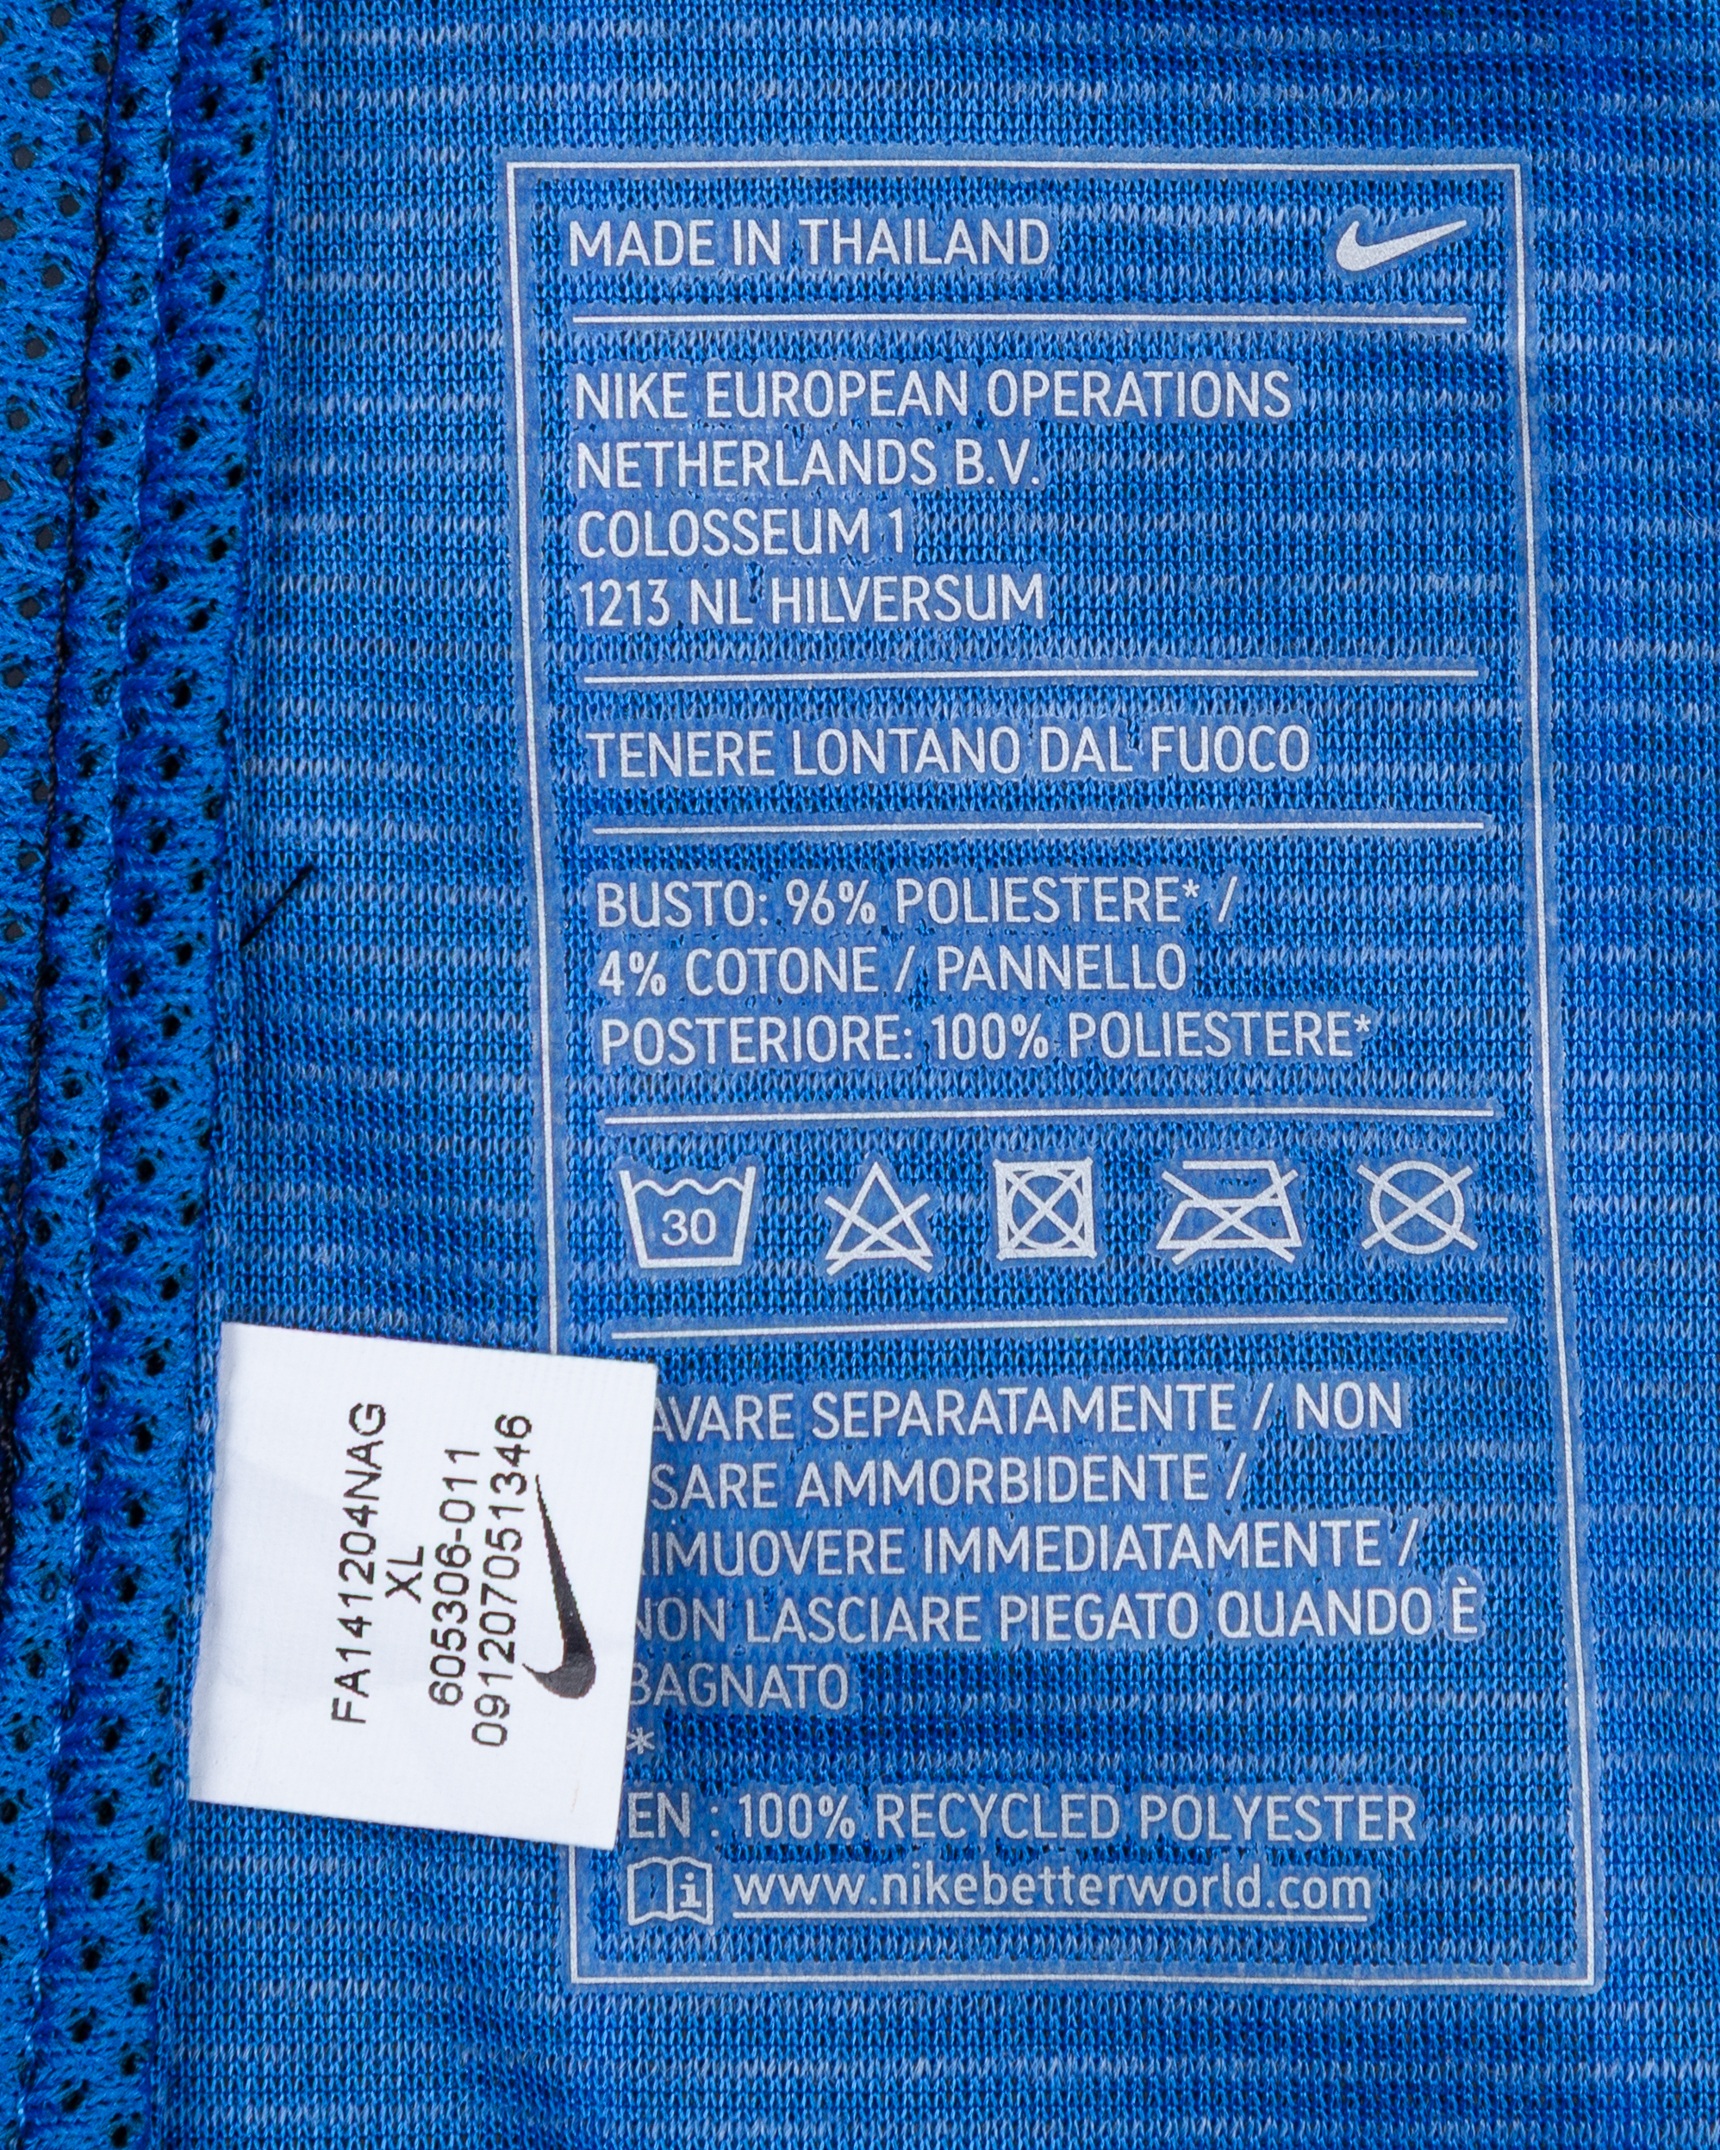 MADE IN THAILAND
NIKE EUROPEAN OPERATIONS
NETHERLANDS B.V.
COLOSSEUM 1
1213 NL HILVERSUM
TENERE LONTANO DAL FUOCO
BUSTO: 96% POLIESTERE* /
4% COTONE / PANNELLO
POSTERIORE: 100% POLIESTERE*
30
AVARE SEPARATAMENTE / NON
SARE AMMORBIDENTE /
IMUOVERE IMMEDIATAMENTE /
NON LASCIARE PIEGATO QUANDO È
BAGNATO
*
EN : 100% RECYCLED POLYESTER
www.nikebetterworld.com
FA141204NAG
XL
605306-011
091207051346